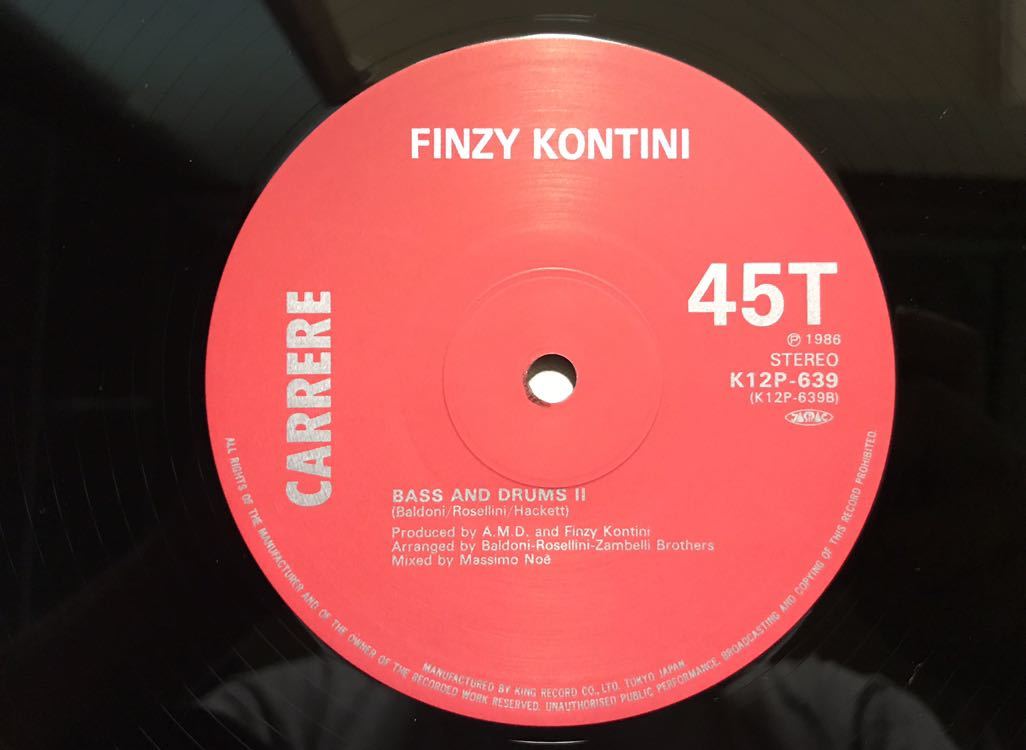 FINZY KONTINI
CARRERE
45T
Ⓟ 1986
STEREO
K12P-639
(K12P-639B)
JASRAC
BASS AND DRUMS II
(Baldoni/Rosellini/Hackett)
Produced by A.M.D. and Finzy Kontini
Arranged by Baldoni-Rosellini-Zambelli Brothers
Mixed by Massimo Noė
ALL RIGHTS OF THE MANUFACTURER AND OF THE OWNER OF THE RECORDED WORK RESERVED. UNAUTHORISED PUBLIC PERFORMANCE, BROADCASTING AND COPYING OF THIS RECORD PROHIBITED.
MANUFACTURED BY KING RECORD CO., LTD. TOKYO JAPAN